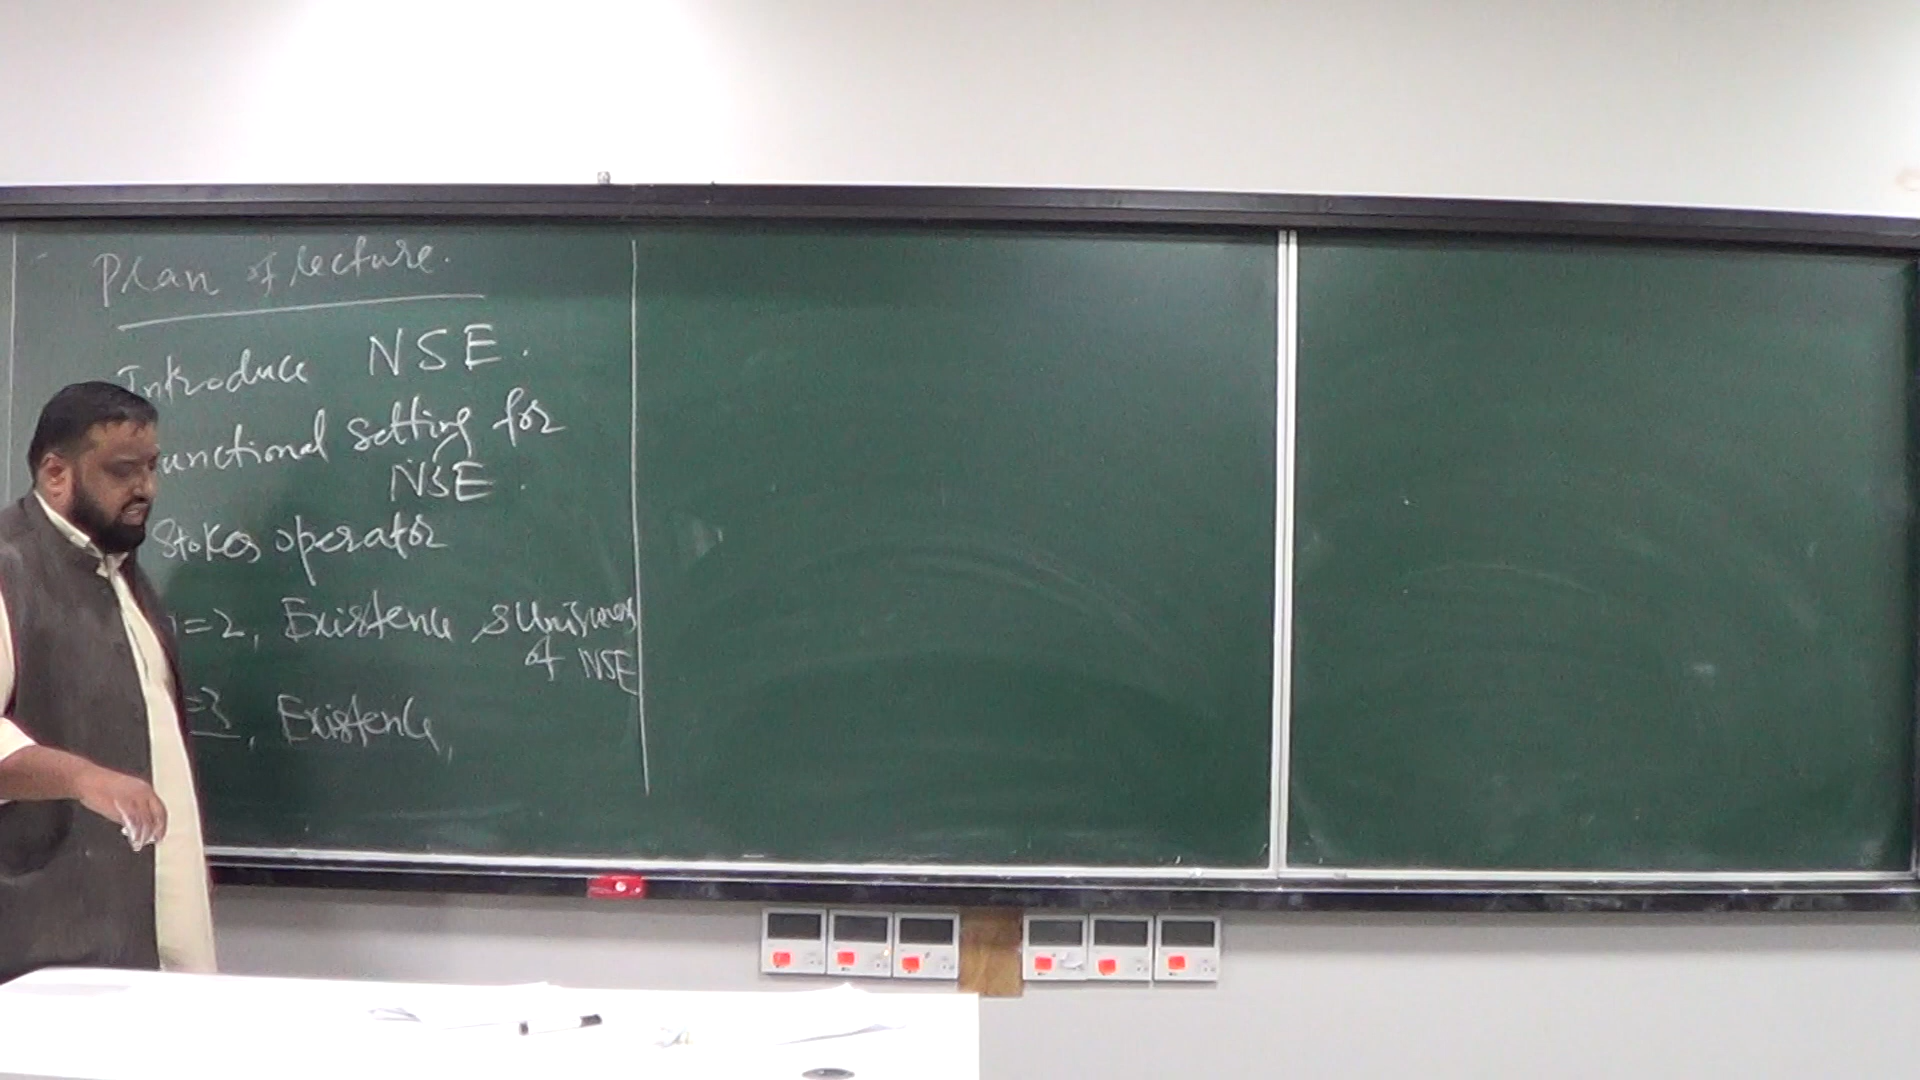 Plan of lecture.
Introduce NSE.
unctional setting for
NSE.
Stokes operator
n=2, Existence & Uniqueness
of NSE
=3, Existence,